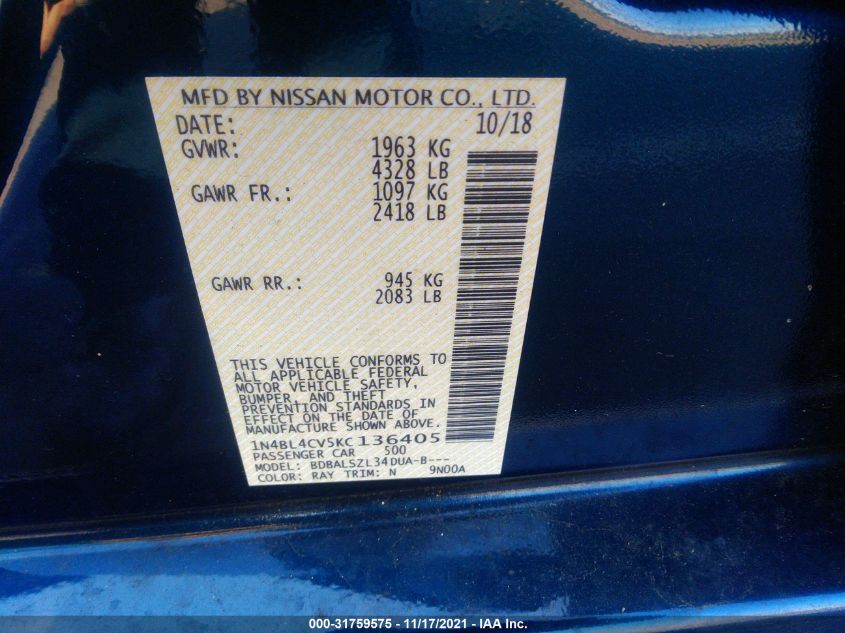 MFD BY NISSAN MOTOR CO., LTD.
DATE: 10/18
GVWR: 1963 KG
4328 LB
GAWR FR.: 1097 KG
2418 LB
GAWR RR.: 945 KG
2083 LB
THIS VEHICLE CONFORMS TO
ALL APPLICABLE FEDERAL
MOTOR VEHICLE SAFETY,
BUMPER, AND THEFT
PREVENTION STANDARDS IN
EFFECT ON THE DATE OF
MANUFACTURE SHOWN ABOVE.
1N4BL4CV5KC136405
PASSENGER CAR 500
MODEL: BDBALSZL34DUA-B---
COLOR: RAY TRIM: N 9N00A
000-31759575 - 11/17/2021 - IAA Inc.